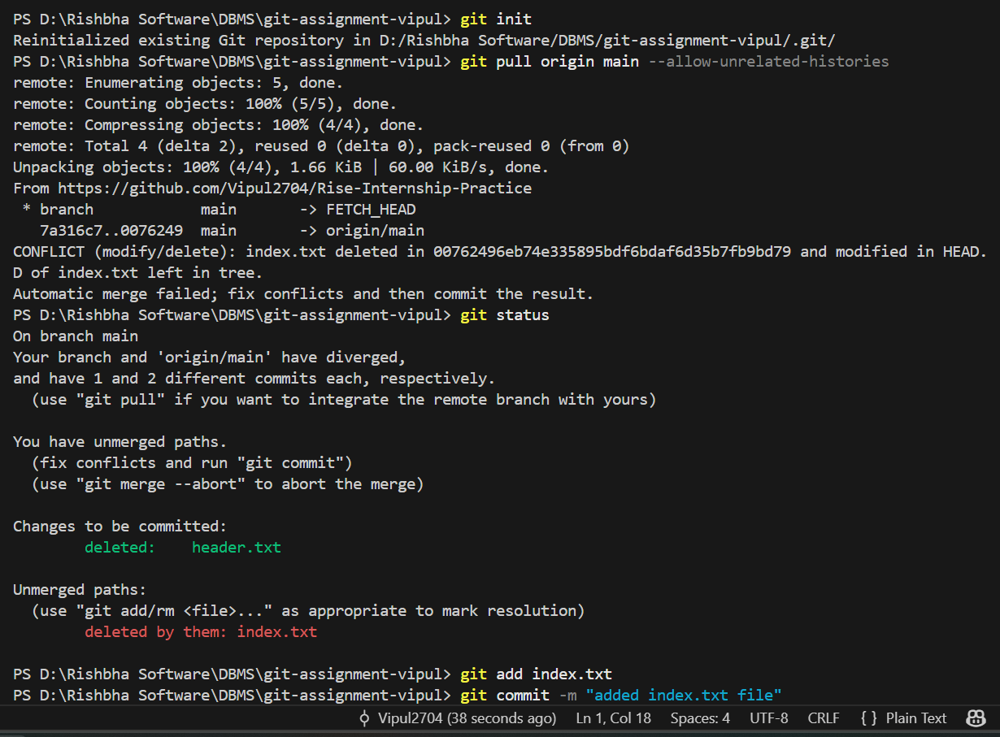 PS D:\Rishbha Software\DBMS\git-assignment-vipul> git init
Reinitialized existing Git repository in D:/Rishbha Software/DBMS/git-assignment-vipul/.git/
PS D:\Rishbha Software\DBMS\git-assignment-vipul> git pull origin main --allow-unrelated-histories
remote: Enumerating objects: 5, done.
remote: Counting objects: 100% (5/5), done.
remote: Compressing objects: 100% (4/4), done.
remote: Total 4 (delta 2), reused 0 (delta 0), pack-reused 0 (from 0)
Unpacking objects: 100% (4/4), 1.66 KiB | 60.00 KiB/s, done.
From https://github.com/Vipul2704/Rise-Internship-Practice
 * branch            main       -> FETCH_HEAD
   7a316c7..0076249  main       -> origin/main
CONFLICT (modify/delete): index.txt deleted in 00762496eb74e335895bdf6bdaf6d35b7fb9bd79 and modified in HEAD.
D of index.txt left in tree.
Automatic merge failed; fix conflicts and then commit the result.
PS D:\Rishbha Software\DBMS\git-assignment-vipul> git status
On branch main
Your branch and 'origin/main' have diverged,
and have 1 and 2 different commits each, respectively.
  (use "git pull" if you want to integrate the remote branch with yours)
You have unmerged paths.
  (fix conflicts and run "git commit")
  (use "git merge --abort" to abort the merge)
Changes to be committed:
        deleted:    header.txt
Unmerged paths:
  (use "git add/rm <file>..." as appropriate to mark resolution)
        deleted by them: index.txt
PS D:\Rishbha Software\DBMS\git-assignment-vipul> git add index.txt
PS D:\Rishbha Software\DBMS\git-assignment-vipul> git commit -m "added index.txt file"
Vipul2704 (38 seconds ago) Ln 1, Col 18 Spaces: 4 UTF-8 CRLF { } Plain Text